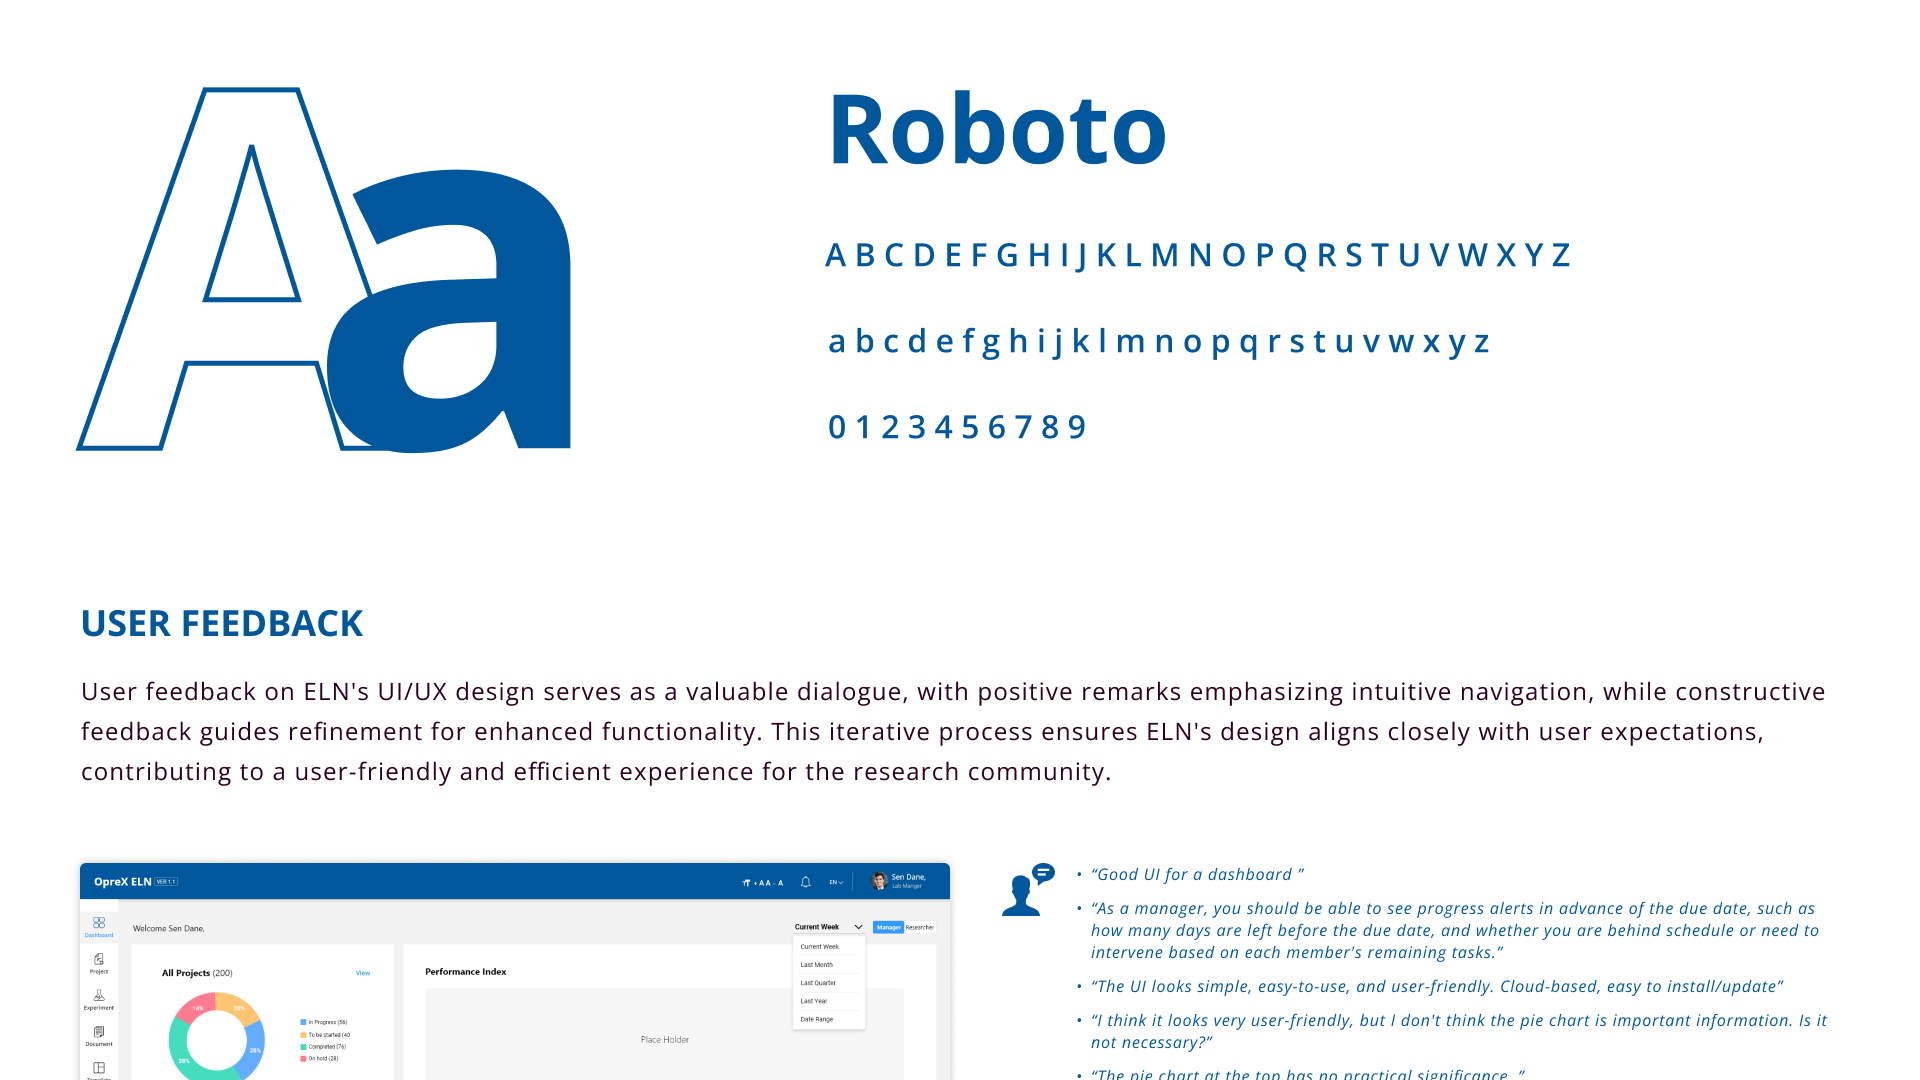 Aa
Roboto
A B C D E F G H I J K L M N O P Q R S T U V W X Y Z
a b c d e f g h i j k l m n o p q r s t u v w x y z
0 1 2 3 4 5 6 7 8 9
USER FEEDBACK
User feedback on ELN's UI/UX design serves as a valuable dialogue, with positive remarks emphasizing intuitive navigation, while constructive
feedback guides refinement for enhanced functionality. This iterative process ensures ELN's design aligns closely with user expectations,
contributing to a user-friendly and efficient experience for the research community.
OpreX ELN VER 1.1
TT + A A - A
EN
Sen Dane,
Lab Manger
Dashboard
Project
Experiment
Document
Template
Welcome Sen Dane,
Current Week
Manager Researcher
Current Week
Last Month
Last Quarter
Last Year
Date Range
All Projects (200)
View
14%
20%
28%
38%
In Progress (56)
To be started (40
Completed (76)
On hold (28)
Performance Index
Place Holder
• “Good UI for a dashboard ”
• “As a manager, you should be able to see progress alerts in advance of the due date, such as
how many days are left before the due date, and whether you are behind schedule or need to
intervene based on each member's remaining tasks.”
• “The UI looks simple, easy-to-use, and user-friendly. Cloud-based, easy to install/update”
• “I think it looks very user-friendly, but I don't think the pie chart is important information. Is it
not necessary?”
• “The pie chart at the top has no practical significance. ”